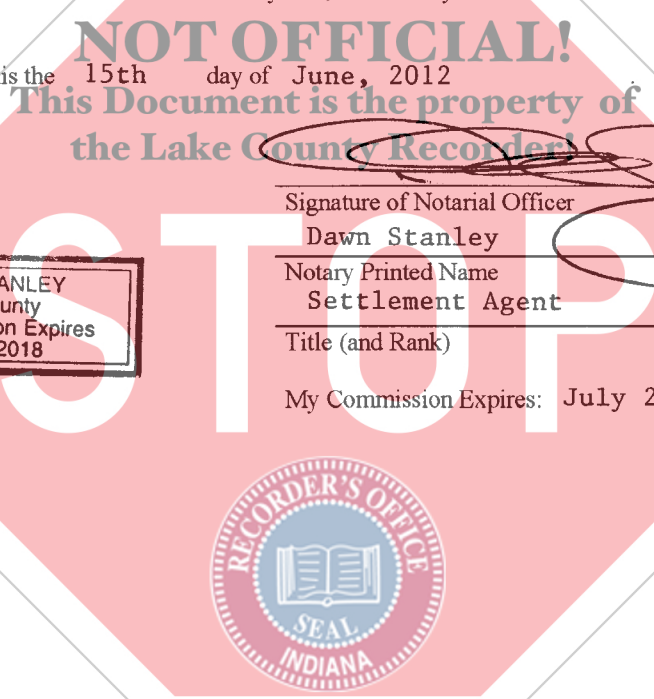 NOT OFFICIAL!
is the 15th day of June, 2012
This Document is the property of
the Lake County Recorder!
STOP
Signature of Notarial Officer
Dawn Stanley
Notary Printed Name
Settlement Agent
Title (and Rank)
My Commission Expires: July 2
ANLEY
unty
on Expires
2018
RECORDER'S OFFICE
SEAL
INDIANA